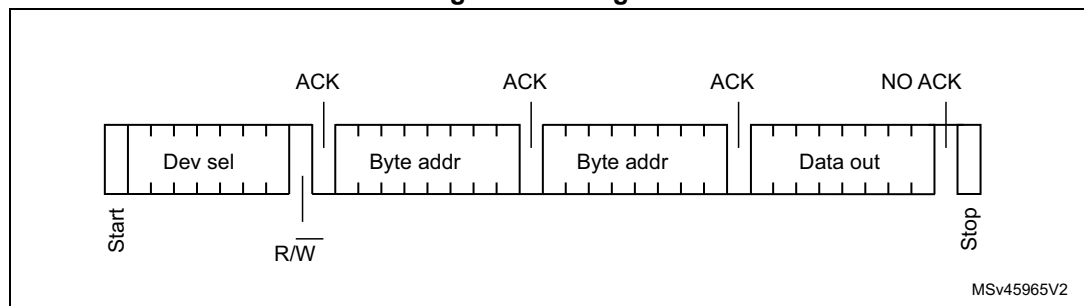 ACK ACK ACK NO ACK
Dev sel Byte addr Byte addr Data out
Start
Stop
R/W̅
MSv45965V2